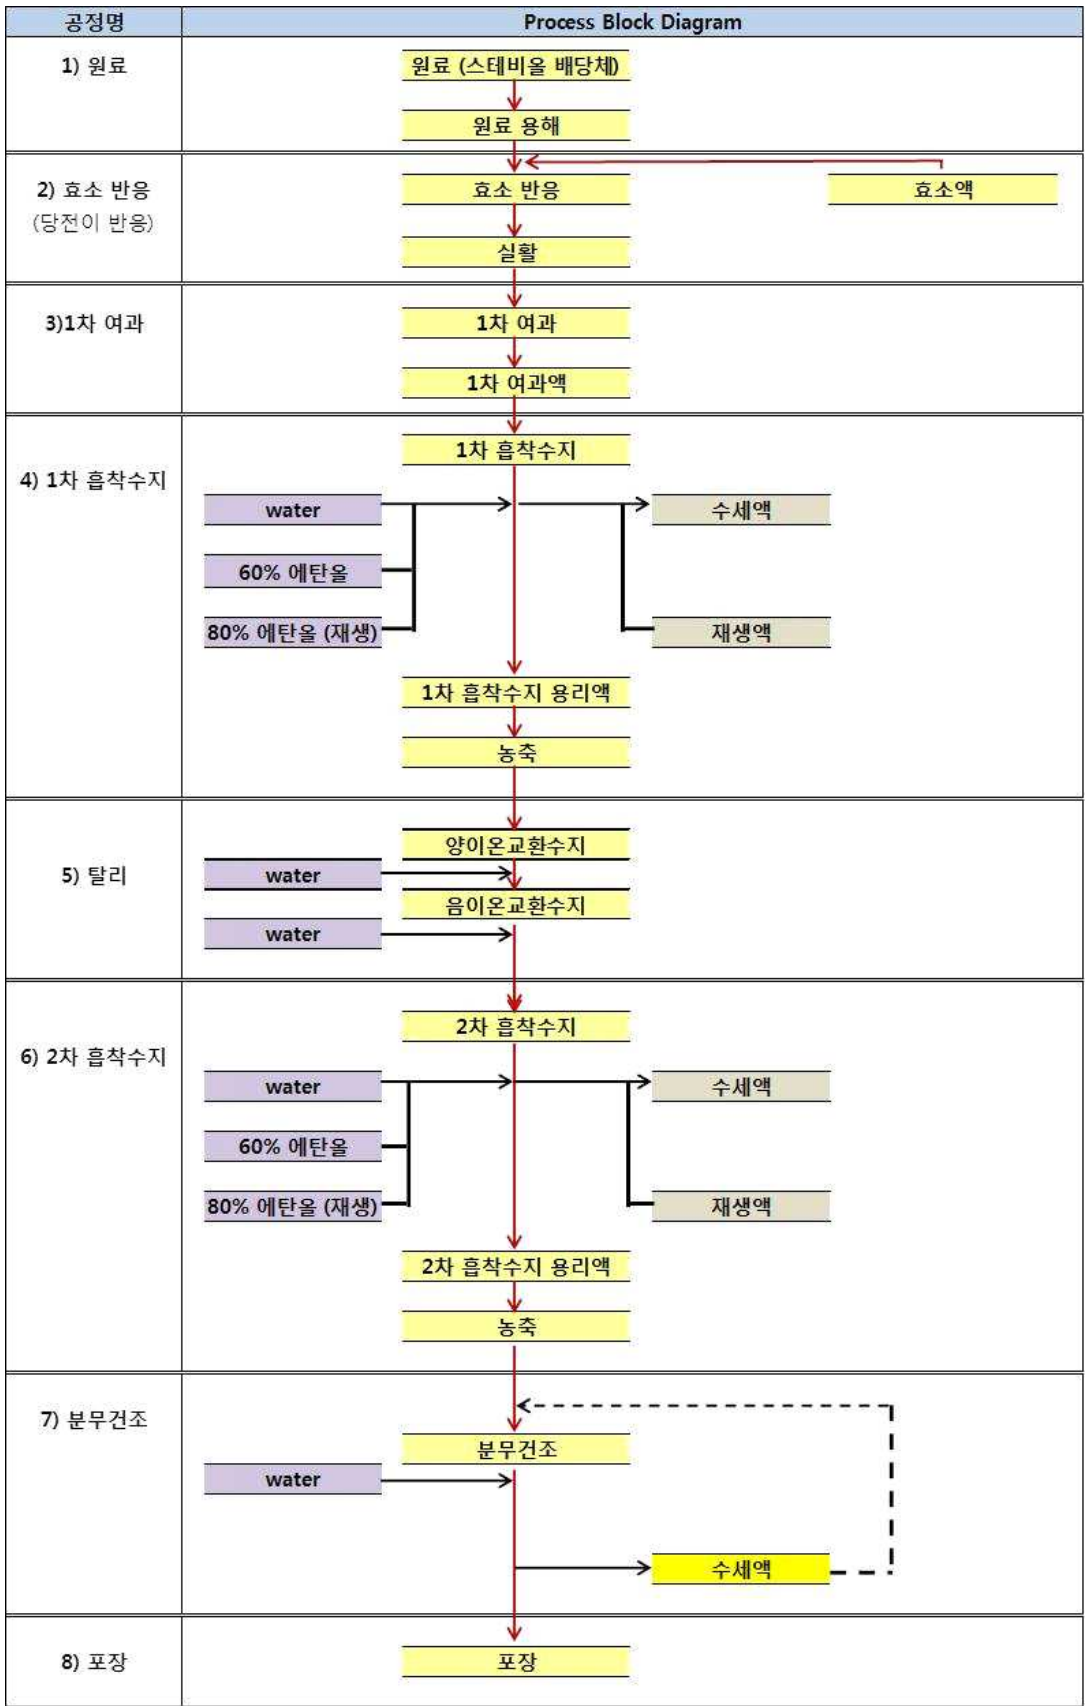 공정명
Process Block Diagram
1) 원료
원료 (스테비올 배당체)
원료 용해
2) 효소 반응
(당전이 반응)
효소 반응
효소액
실활
3)1차 여과
1차 여과
1차 여과액
4) 1차 흡착수지
1차 흡착수지
water
수세액
60% 에탄올
80% 에탄올 (재생)
재생액
1차 흡착수지 용리액
농축
5) 탈리
양이온교환수지
water
음이온교환수지
water
6) 2차 흡착수지
2차 흡착수지
water
수세액
60% 에탄올
80% 에탄올 (재생)
재생액
2차 흡착수지 용리액
농축
7) 분무건조
분무건조
water
수세액
8) 포장
포장